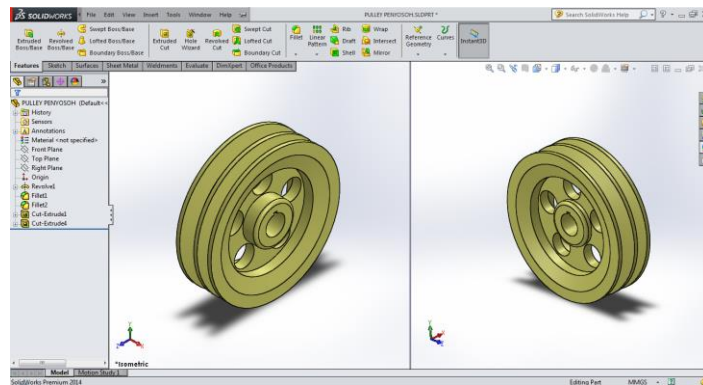 SOLIDWORKS File Edit View Insert Tools Window Help PULLEY PENYOSOH.SLDPRT * Search SolidWorks Help
Extruded Boss/Base
Revolved Boss/Base
Swept Boss/Base
Lofted Boss/Base
Boundary Boss/Base
Extruded Cut
Hole Wizard
Revolved Cut
Swept Cut
Lofted Cut
Boundary Cut
Fillet
Linear Pattern
Rib
Draft
Shell
Wrap
Intersect
Mirror
Reference Geometry
Curves
Instant3D
Features Sketch Surfaces Sheet Metal Weldments Evaluate DimXpert Office Products
PULLEY PENYOSOH (Default<<
History
Sensors
Annotations
Material <not specified>
Front Plane
Top Plane
Right Plane
Origin
Revolve1
Fillet1
Fillet2
Cut-Extrude1
Cut-Extrude4
*Isometric
Model Motion Study 1
SolidWorks Premium 2014 Editing Part MMGS